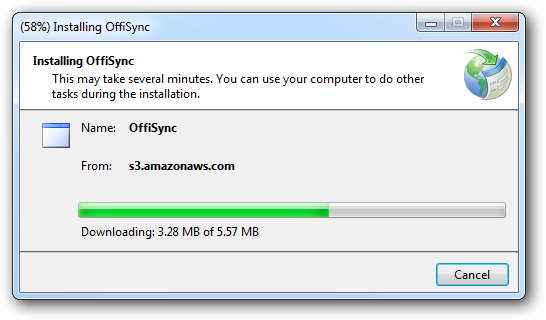 (58%) Installing OffiSync
Installing OffiSync
This may take several minutes. You can use your computer to do other
tasks during the installation.
Name: OffiSync
From: s3.amazonaws.com
Downloading: 3.28 MB of 5.57 MB
Cancel